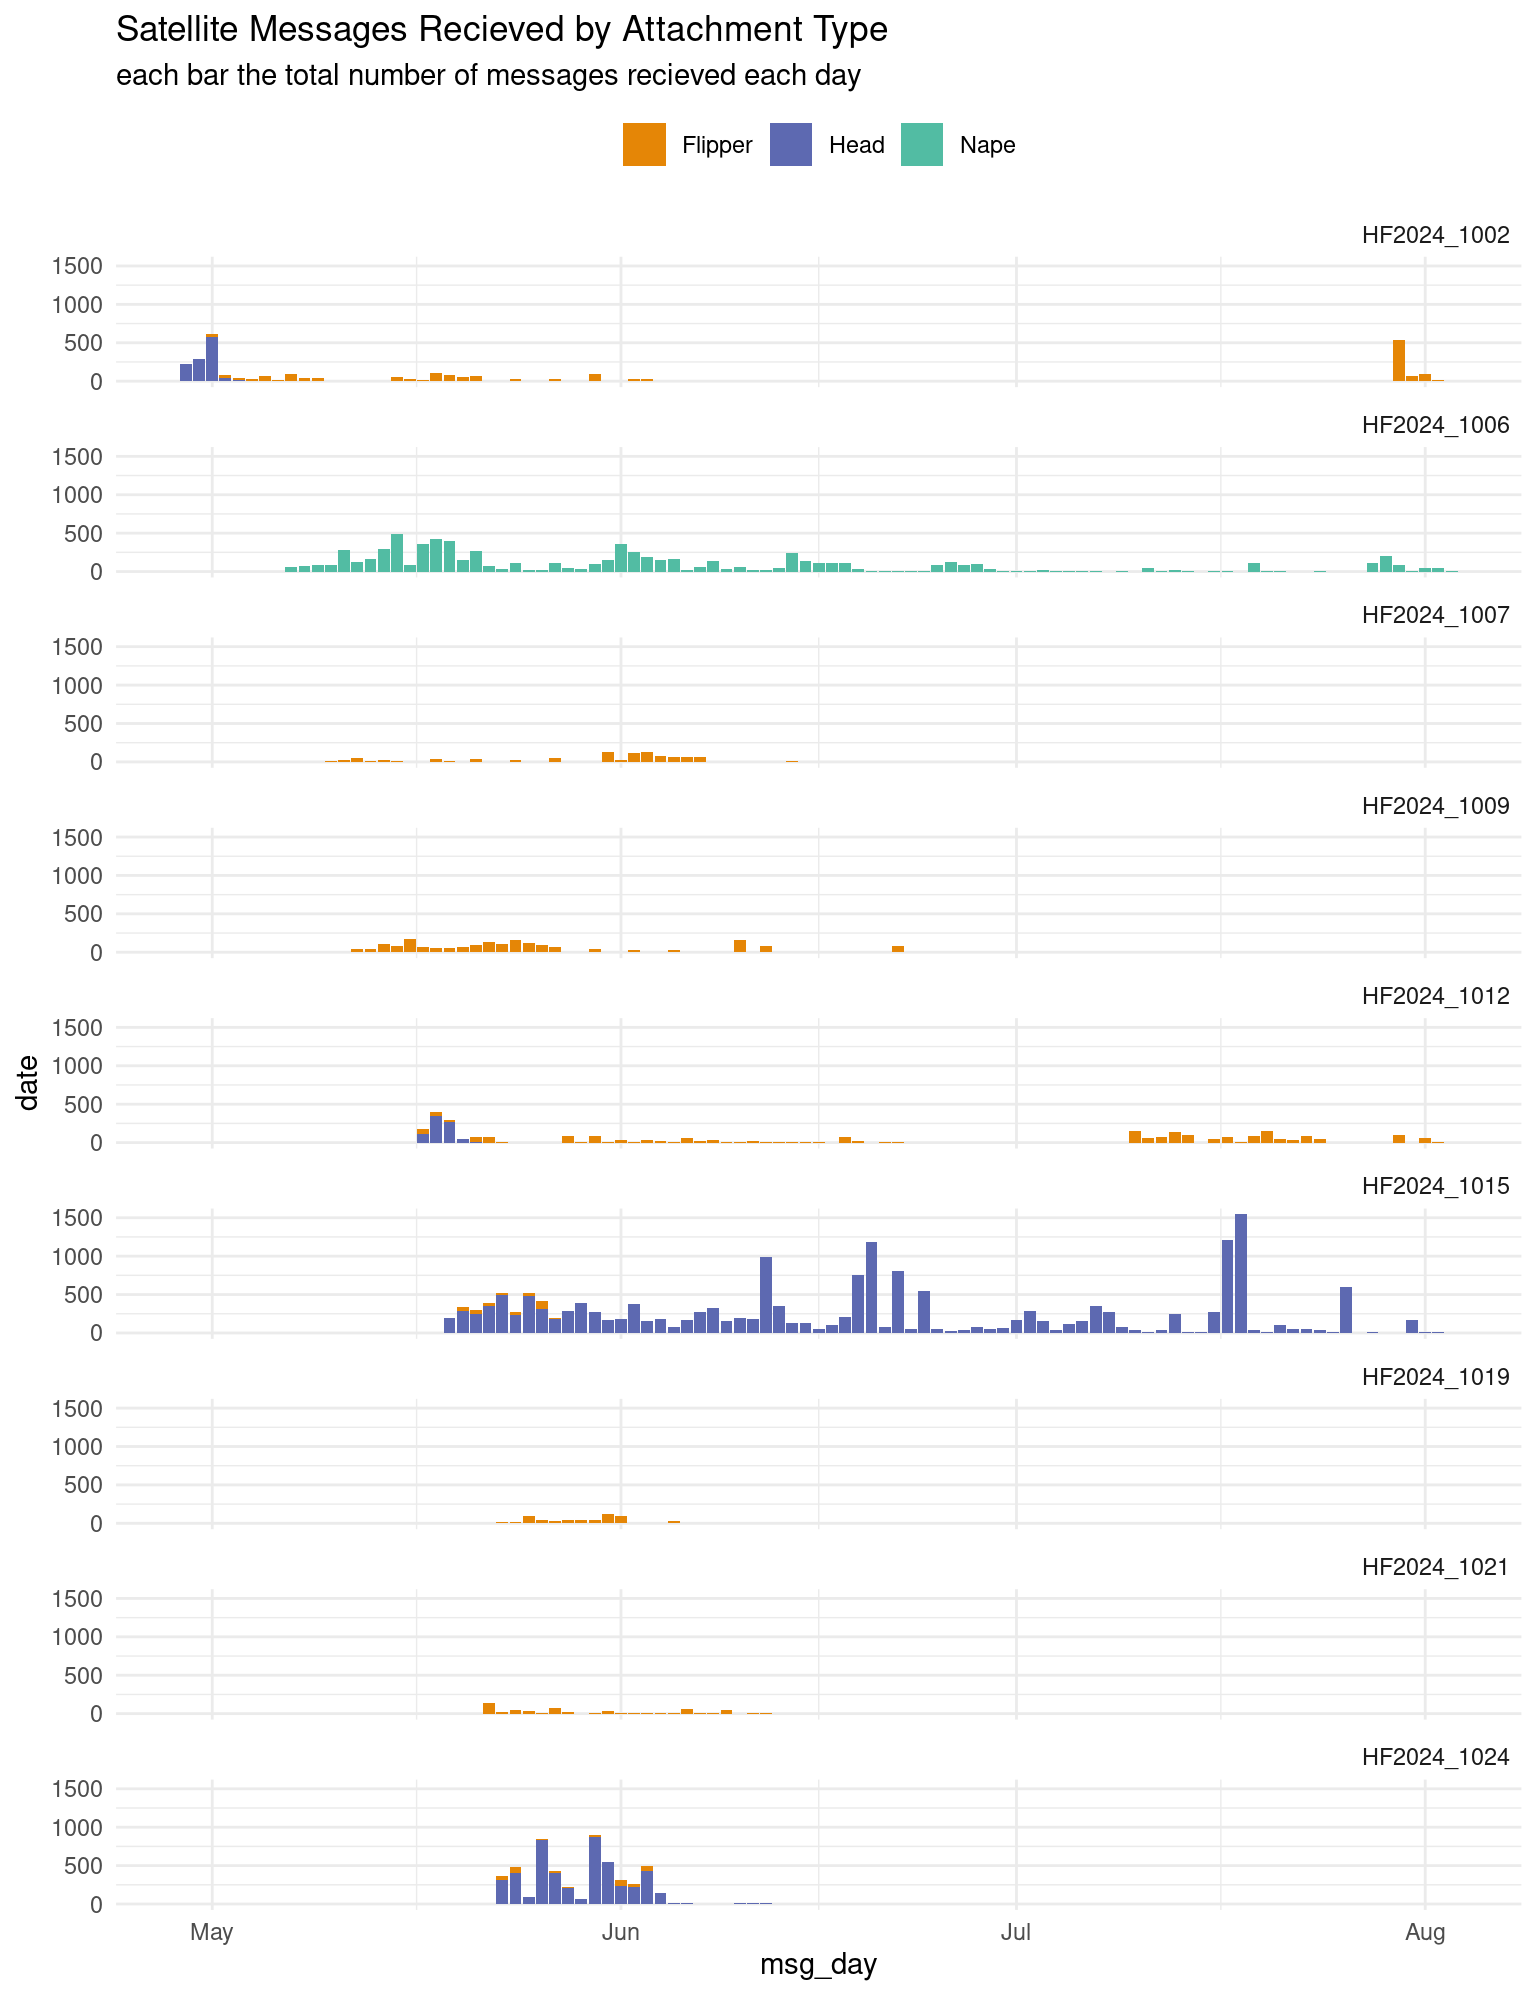 Satellite Messages Recieved by Attachment Type
each bar the total number of messages recieved each day
Flipper Head Nape
HF2024_1002
1500
1000
500
0
HF2024_1006
1500
1000
500
0
HF2024_1007
1500
1000
500
0
HF2024_1009
1500
1000
500
0
HF2024_1012
1500
1000
500
0
date
HF2024_1015
1500
1000
500
0
HF2024_1019
1500
1000
500
0
HF2024_1021
1500
1000
500
0
HF2024_1024
1500
1000
500
0
May Jun Jul Aug
msg_day